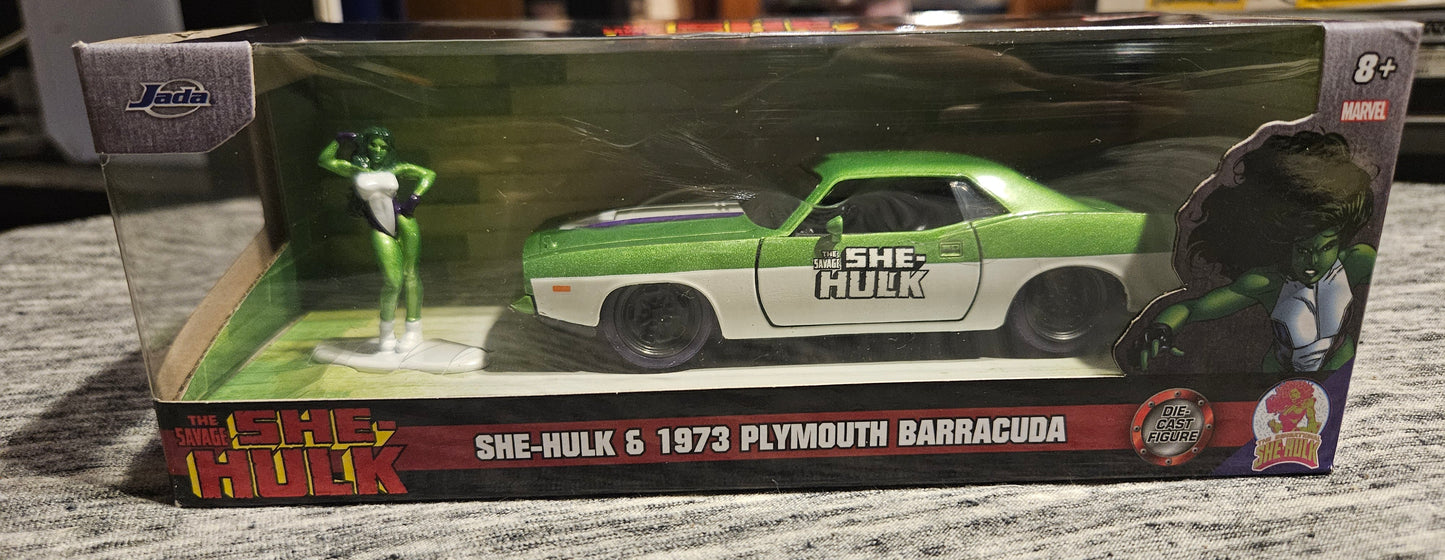 Jada
8+
MARVEL
THE
SAVAGE
SHE-
HULK
THE
SAVAGE
SHE-
HULK
SHE-HULK & 1973 PLYMOUTH BARRACUDA
DIE-
CAST
FIGURE
SHE-HULK